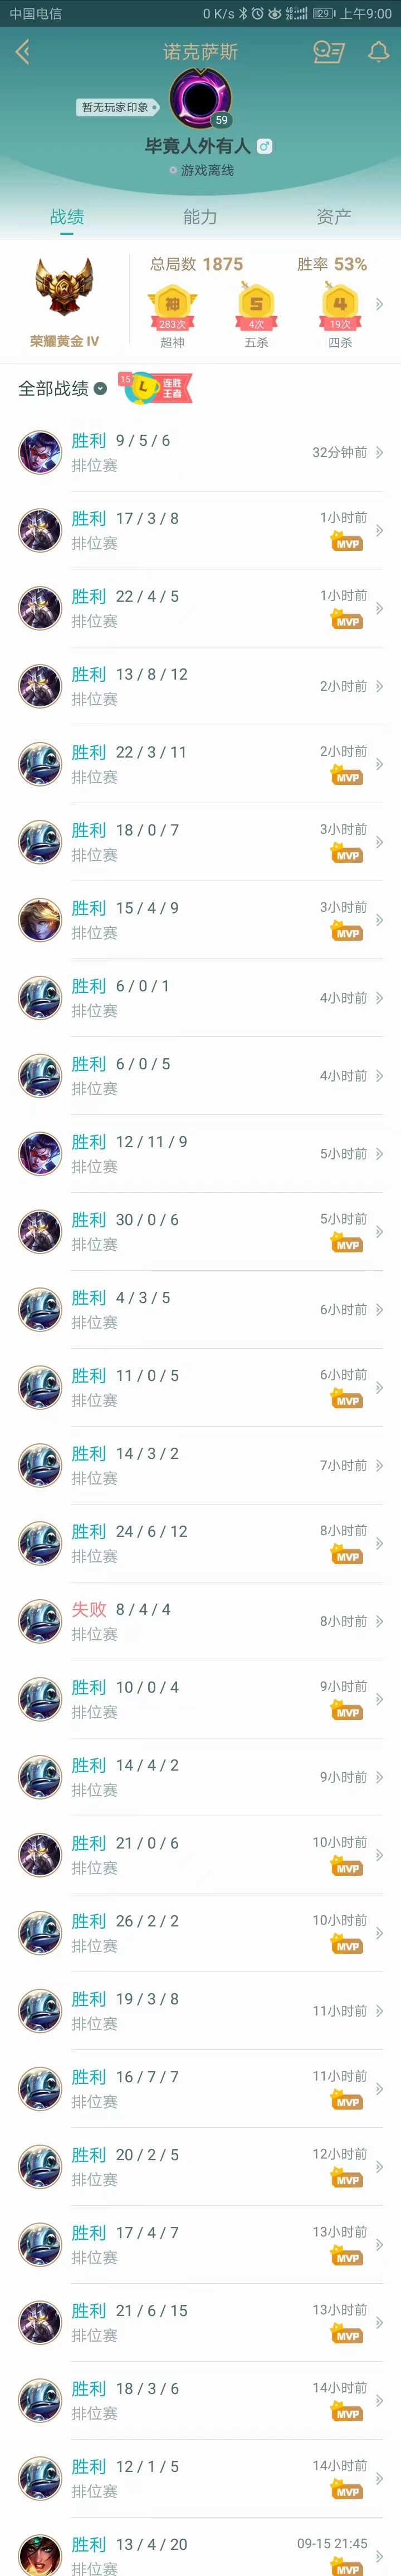 中国电信 0 K/s 29 上午9:00
诺克萨斯
暂无玩家印象
59
毕竟人外有人
游戏离线
战绩 能力 资产
总局数 1875 胜率 53%
神 5 4
283次 4次 19次
荣耀黄金 IV 超神 五杀 四杀
全部战绩 15 L 连胜王者
胜利 9 / 5 / 6 32分钟前
排位赛
胜利 17 / 3 / 8 1小时前
排位赛 MVP
胜利 22 / 4 / 5 1小时前
排位赛 MVP
胜利 13 / 8 / 12 2小时前
排位赛
胜利 22 / 3 / 11 2小时前
排位赛 MVP
胜利 18 / 0 / 7 3小时前
排位赛 MVP
胜利 15 / 4 / 9 3小时前
排位赛 MVP
胜利 6 / 0 / 1 4小时前
排位赛
胜利 6 / 0 / 5 4小时前
排位赛
胜利 12 / 11 / 9 5小时前
排位赛
胜利 30 / 0 / 6 5小时前
排位赛 MVP
胜利 4 / 3 / 5 6小时前
排位赛
胜利 11 / 0 / 5 6小时前
排位赛 MVP
胜利 14 / 3 / 2 7小时前
排位赛
胜利 24 / 6 / 12 8小时前
排位赛 MVP
失败 8 / 4 / 4 8小时前
排位赛
胜利 10 / 0 / 4 9小时前
排位赛 MVP
胜利 14 / 4 / 2 9小时前
排位赛
胜利 21 / 0 / 6 10小时前
排位赛 MVP
胜利 26 / 2 / 2 10小时前
排位赛 MVP
胜利 19 / 3 / 8 11小时前
排位赛
胜利 16 / 7 / 7 11小时前
排位赛 MVP
胜利 20 / 2 / 5 12小时前
排位赛 MVP
胜利 17 / 4 / 7 13小时前
排位赛 MVP
胜利 21 / 6 / 15 13小时前
排位赛 MVP
胜利 18 / 3 / 6 14小时前
排位赛 MVP
胜利 12 / 1 / 5 14小时前
排位赛 MVP
胜利 13 / 4 / 20 09-15 21:45
排位赛 MVP